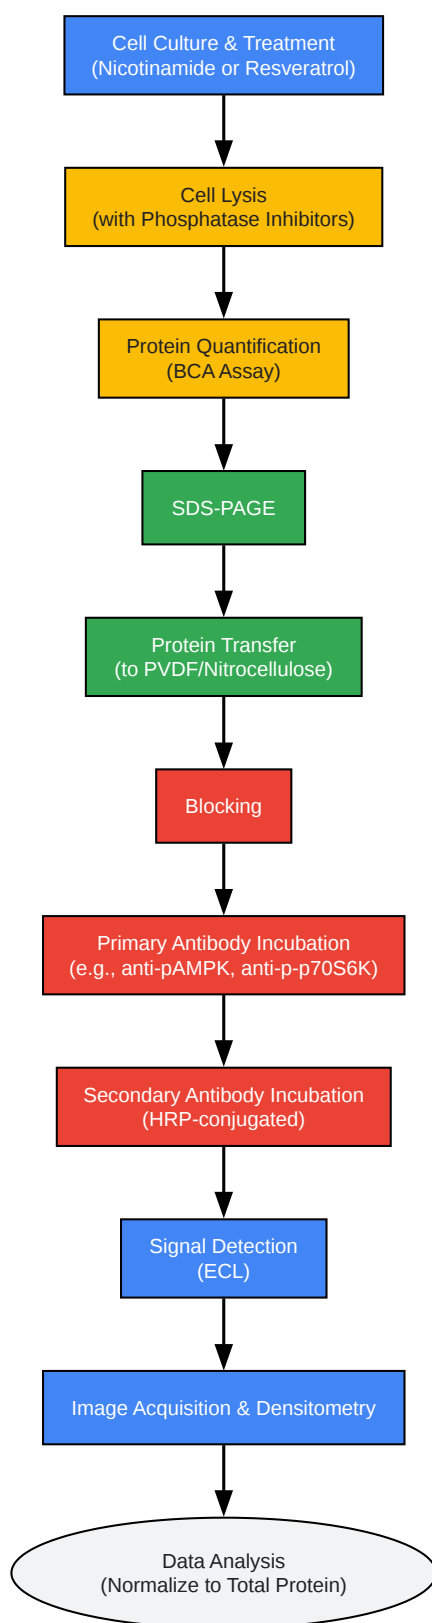 Cell Culture & Treatment
(Nicotinamide or Resveratrol)
Cell Lysis
(with Phosphatase Inhibitors)
Protein Quantification
(BCA Assay)
SDS-PAGE
Protein Transfer
(to PVDF/Nitrocellulose)
Blocking
Primary Antibody Incubation
(e.g., anti-pAMPK, anti-p-p70S6K)
Secondary Antibody Incubation
(HRP-conjugated)
Signal Detection
(ECL)
Image Acquisition & Densitometry
Data Analysis
(Normalize to Total Protein)